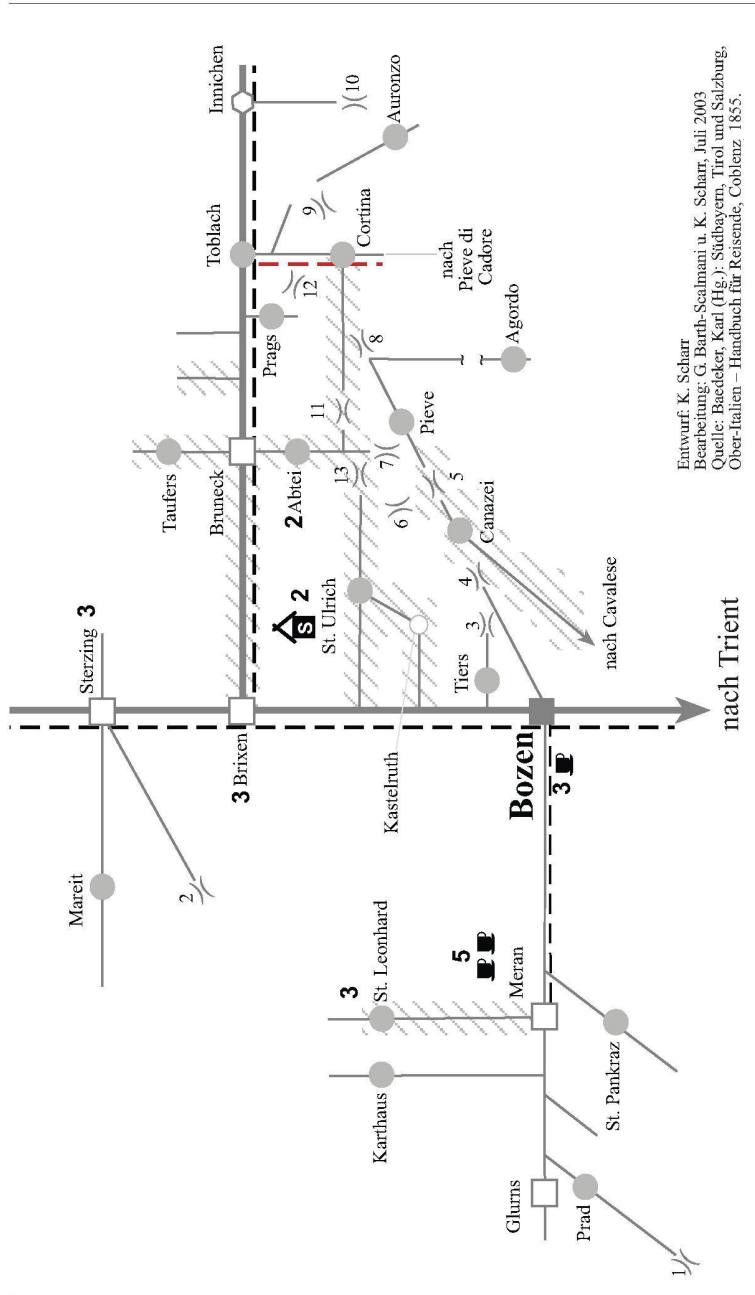 Innichen
10
Toblach
9
Auronzo
Cortina
12
Prags
nach
Pieve di
Cadore
8
Agordo
Taufers
Bruneck
2 Abtei
11
13
7
Pieve
6
5
Canazei
Sterzing 3
S 2
St. Ulrich
4
3
Tiers
nach Cavalese
nach Trient
3 Brixen
Kastelruth
Bozen
3
Mareit
2
3
St. Leonhard
5
Meran
Karthaus
St. Pankraz
Glurns
Prad
1
Entwurf: K. Scharr
Bearbeitung: G. Barth-Scalmani u. K. Scharr, Juli 2003
Quelle: Baedeker, Karl (Hg.): Südbayern, Tirol und Salzburg,
Ober-Italien – Handbuch für Reisende, Coblenz 1855.